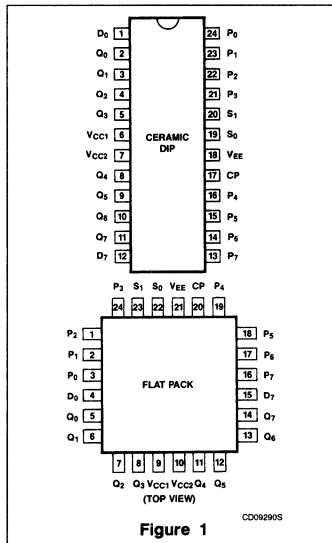 D0 1 24 P0
Q0 2 23 P1
Q1 3 22 P2
Q2 4 21 P3
Q3 5 20 S1
VCC1 6 19 S0
CERAMIC
DIP
VCC2 7 18 VEE
Q4 8 17 CP
Q5 9 16 P4
Q6 10 15 P5
Q7 11 14 P6
D7 12 13 P7
P3 S1 S0 VEE CP P4
24 23 22 21 20 19
P2 1 18 P5
P1 2 17 P6
P0 3 16 P7
FLAT PACK
D0 4 15 D7
Q0 5 14 Q7
Q1 6 13 Q6
7 8 9 10 11 12
Q2 Q3 VCC1 VCC2 Q4 Q5
(TOP VIEW)
CD09290S
Figure 1